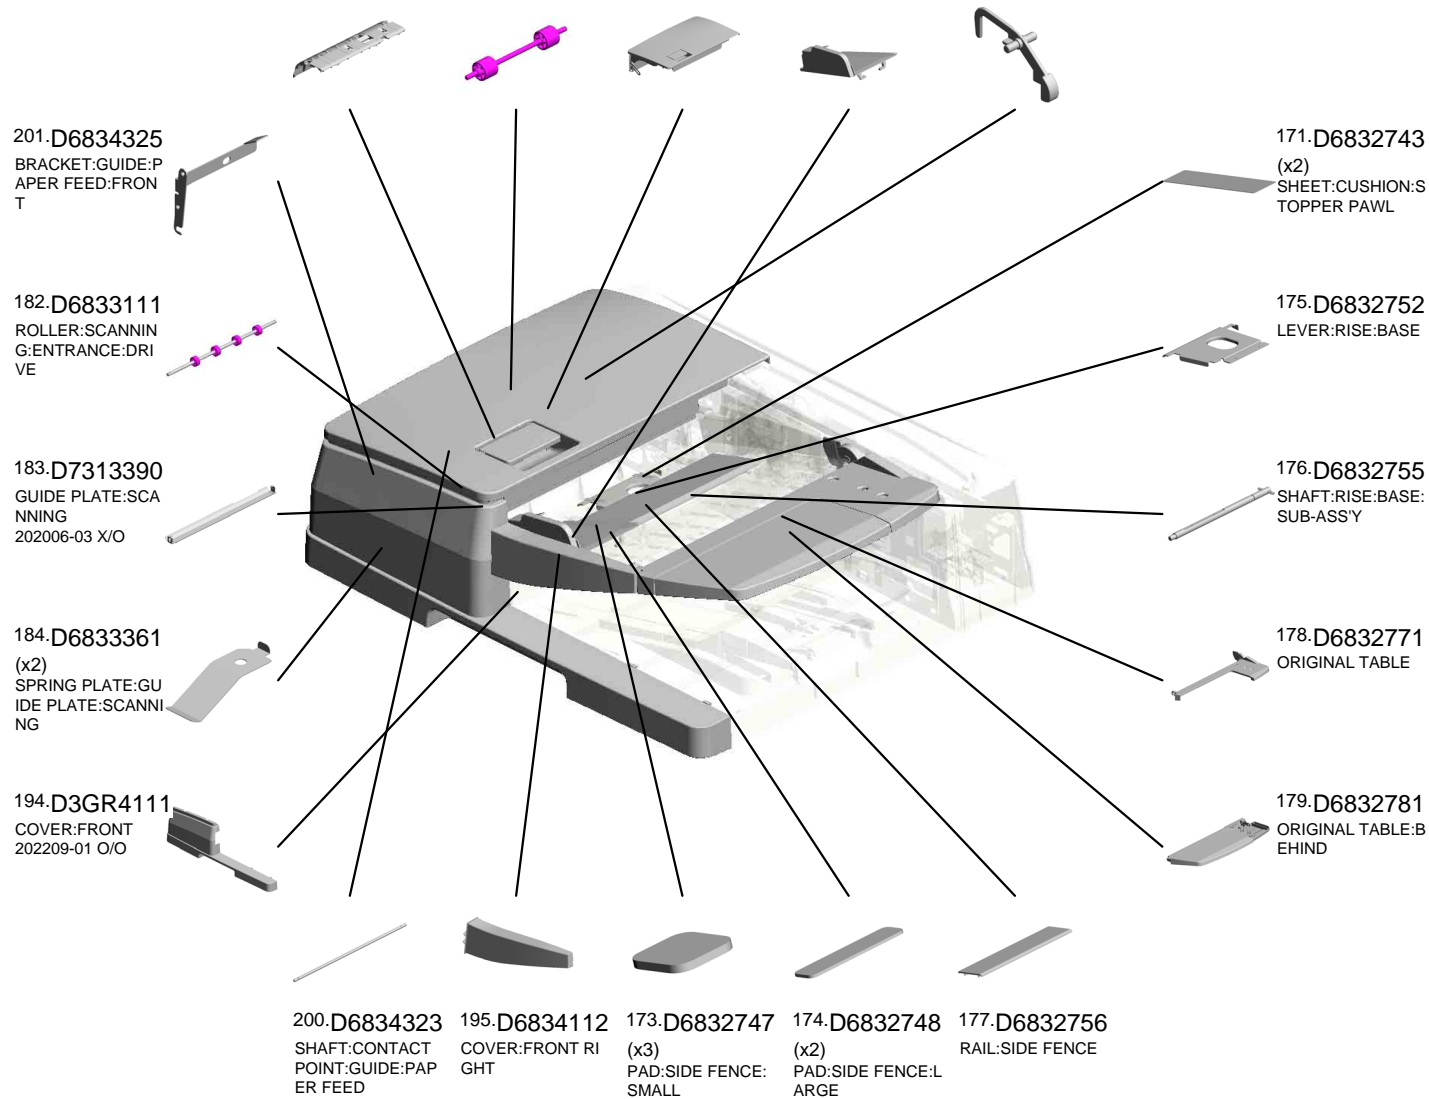 201.D6834325
BRACKET:GUIDE:P
APER FEED:FRON
T
182.D6833111
ROLLER:SCANNIN
G:ENTRANCE:DRI
VE
183.D7313390
GUIDE PLATE:SCA
NNING
202006-03 X/O
184.D6833361
(x2)
SPRING PLATE:GU
IDE PLATE:SCANNI
NG
194.D3GR4111
COVER:FRONT
202209-01 O/O
171.D6832743
(x2)
SHEET:CUSHION:S
TOPPER PAWL
175.D6832752
LEVER:RISE:BASE
176.D6832755
SHAFT:RISE:BASE:
SUB-ASS'Y
178.D6832771
ORIGINAL TABLE
179.D6832781
ORIGINAL TABLE:B
EHIND
200.D6834323
SHAFT:CONTACT
POINT:GUIDE:PAP
ER FEED
195.D6834112
COVER:FRONT RI
GHT
173.D6832747
(x3)
PAD:SIDE FENCE:
SMALL
174.D6832748
(x2)
PAD:SIDE FENCE:L
ARGE
177.D6832756
RAIL:SIDE FENCE